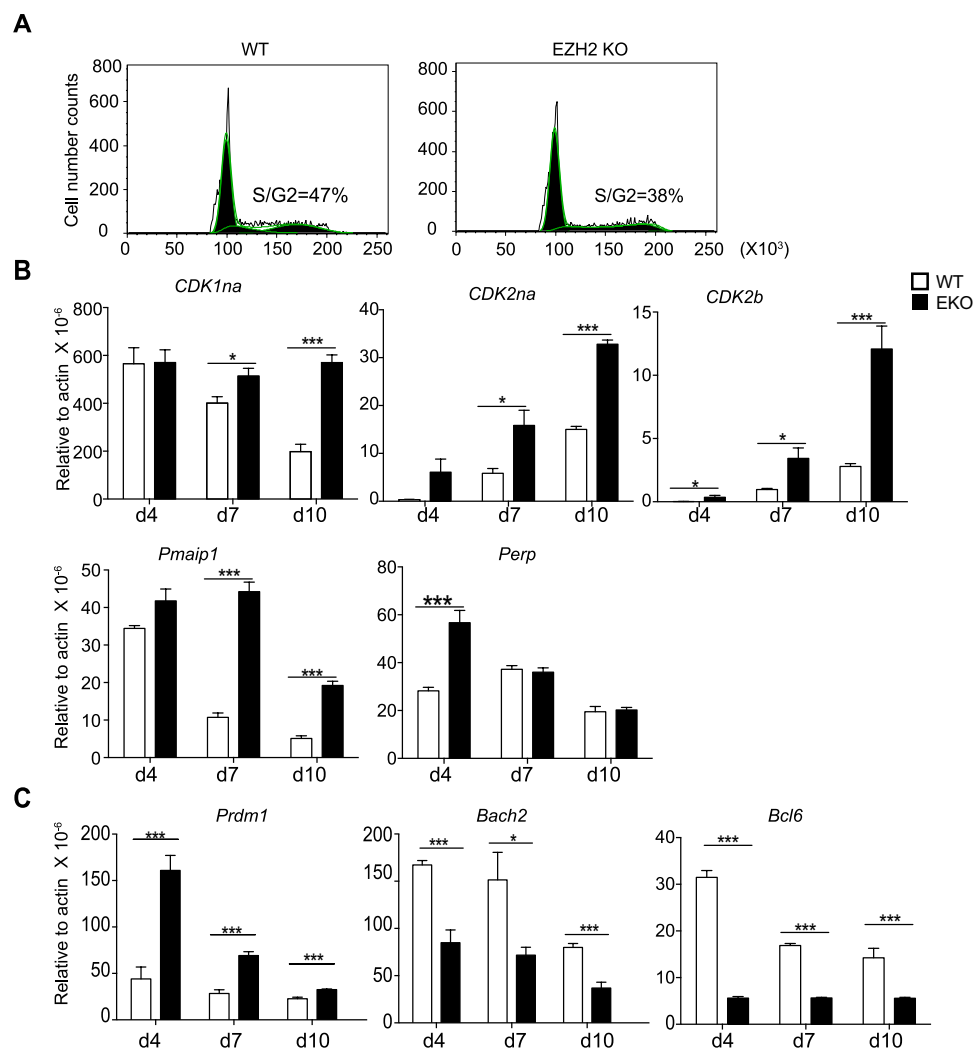 A
WT
EZH2 KO
Cell number counts
800
600
400
200
0
S/G2=47%
0 50 100 150 200 250
800
600
400
200
0
S/G2=38%
0 50 100 150 200 250 (X10³)
B
WT
EKO
CDK1na
Relative to actin X 10⁻⁶
800
600
400
200
0
*
***
d4 d7 d10
CDK2na
40
30
20
10
0
*
***
d4 d7 d10
CDK2b
15
10
5
0
*
*
***
d4 d7 d10
Pmaip1
Relative to actin X 10⁻⁶
50
40
30
20
10
0
***
***
d4 d7 d10
Perp
80
60
40
20
0
***
d4 d7 d10
C
Prdm1
Relative to actin X 10⁻⁶
200
150
100
50
0
***
***
***
d4 d7 d10
Bach2
200
150
100
50
0
***
*
***
d4 d7 d10
Bcl6
40
30
20
10
0
***
***
***
d4 d7 d10